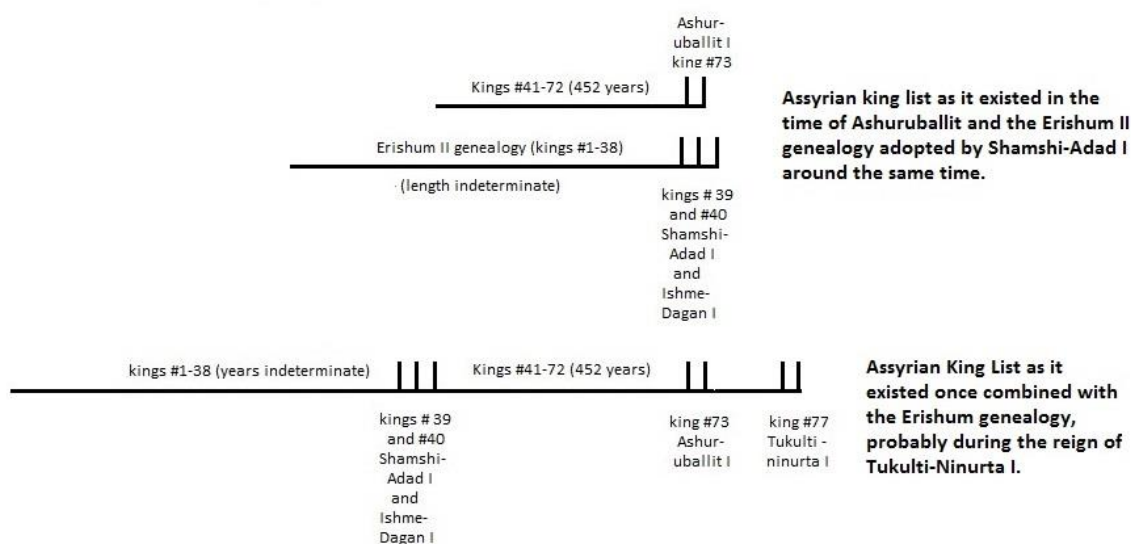 Ashur-
uballit I
king #73
Kings #41-72 (452 years)
Assyrian king list as it existed in the
time of Ashuruballit and the Erishum II
genealogy adopted by Shamshi-Adad I
around the same time.
Erishum II genealogy (kings #1-38)
(length indeterminate)
kings # 39
and #40
Shamshi-
Adad I
and
Ishme-
Dagan I
kings #1-38 (years indeterminate)
Kings #41-72 (452 years)
kings # 39
and #40
Shamshi-
Adad I
and
Ishme-
Dagan I
king #73
Ashur-
uballit I
king #77
Tukulti -
ninurta I
Assyrian King List as it
existed once combined with
the Erishum genealogy,
probably during the reign of
Tukulti-Ninurta I.